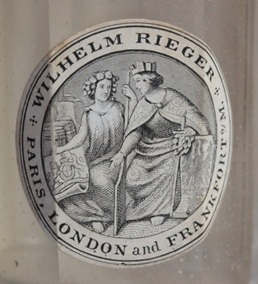 WILHELM RIEGER
PARIS, LONDON and FRANKFORT o/M.